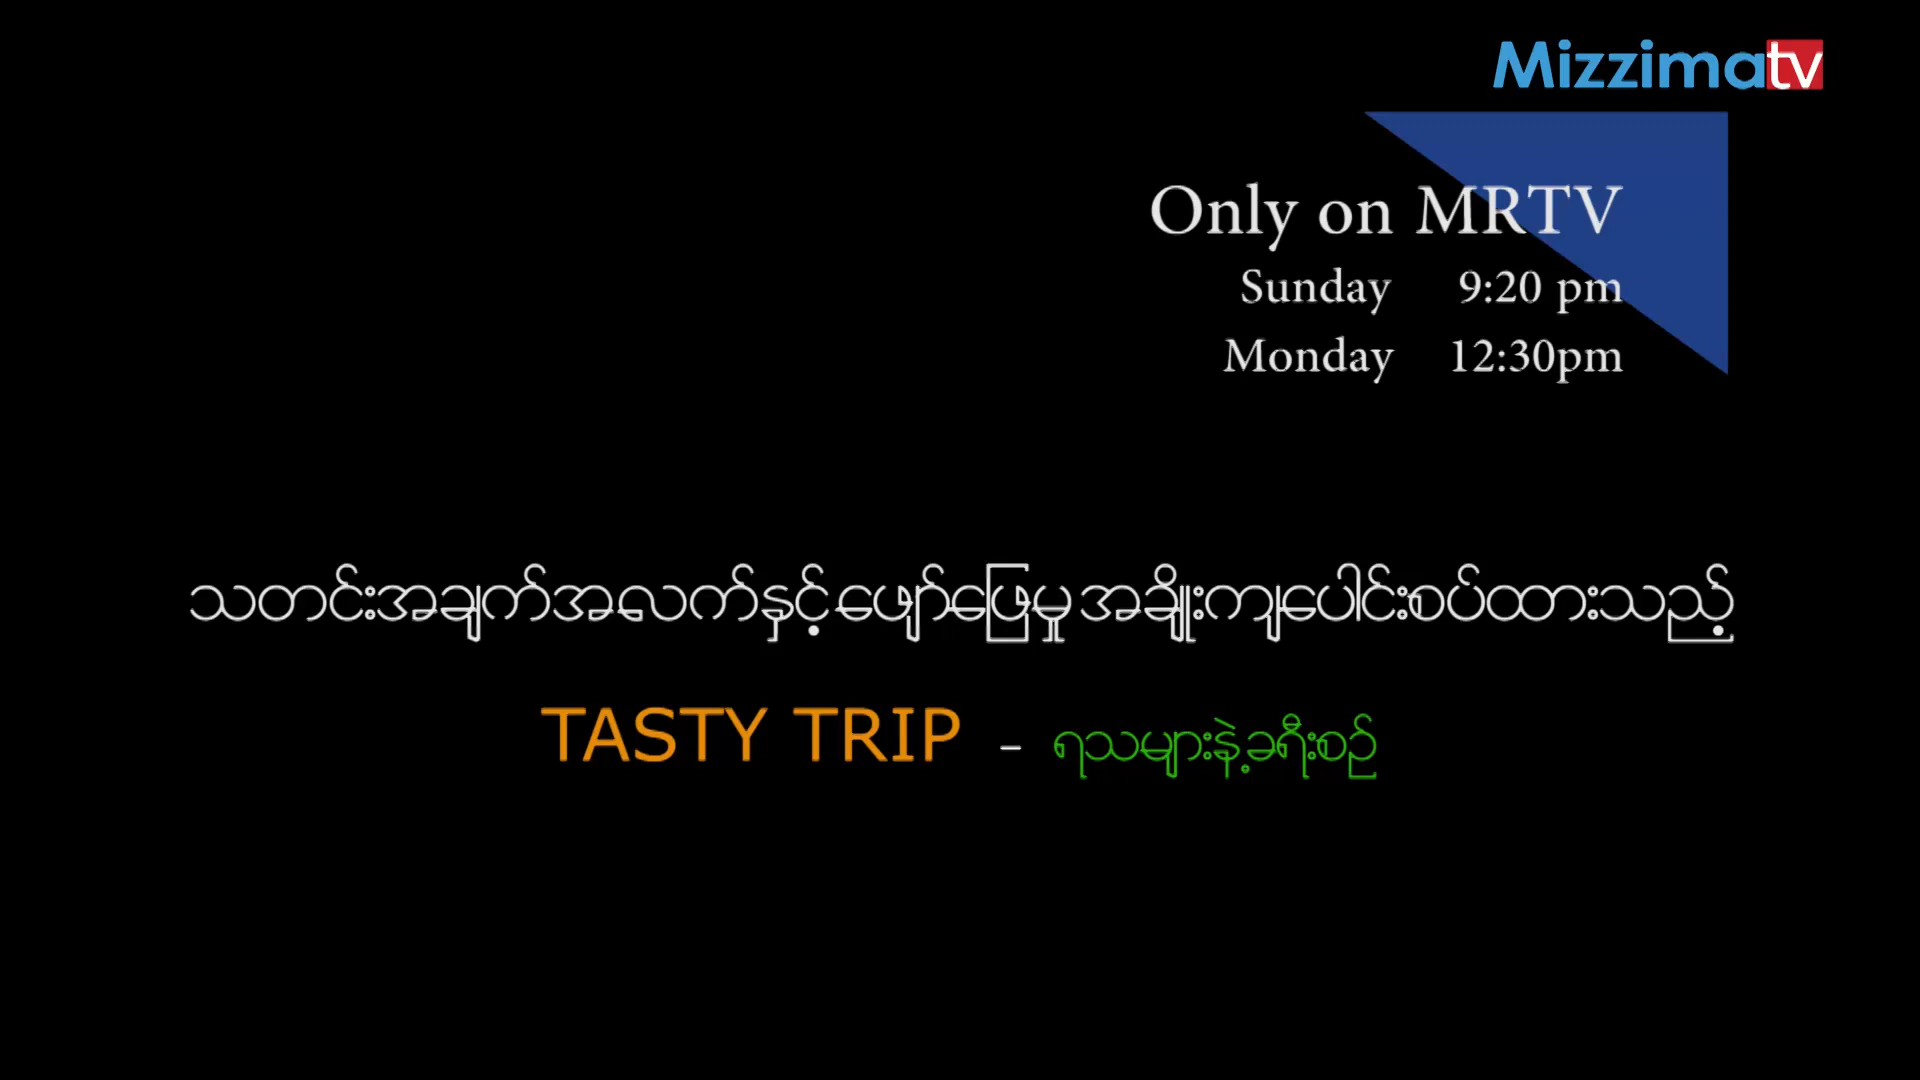 Mizzimatv
Only on MRTV
Sunday 9:20 pm
Monday 12:30pm
သတင်းအချက်အလက်နှင့် ဖျော်ဖြေမှု အချိုးကျပေါင်းစပ်ထားသည့်
TASTY TRIP – ရသများနဲ့ခရီးစဉ်